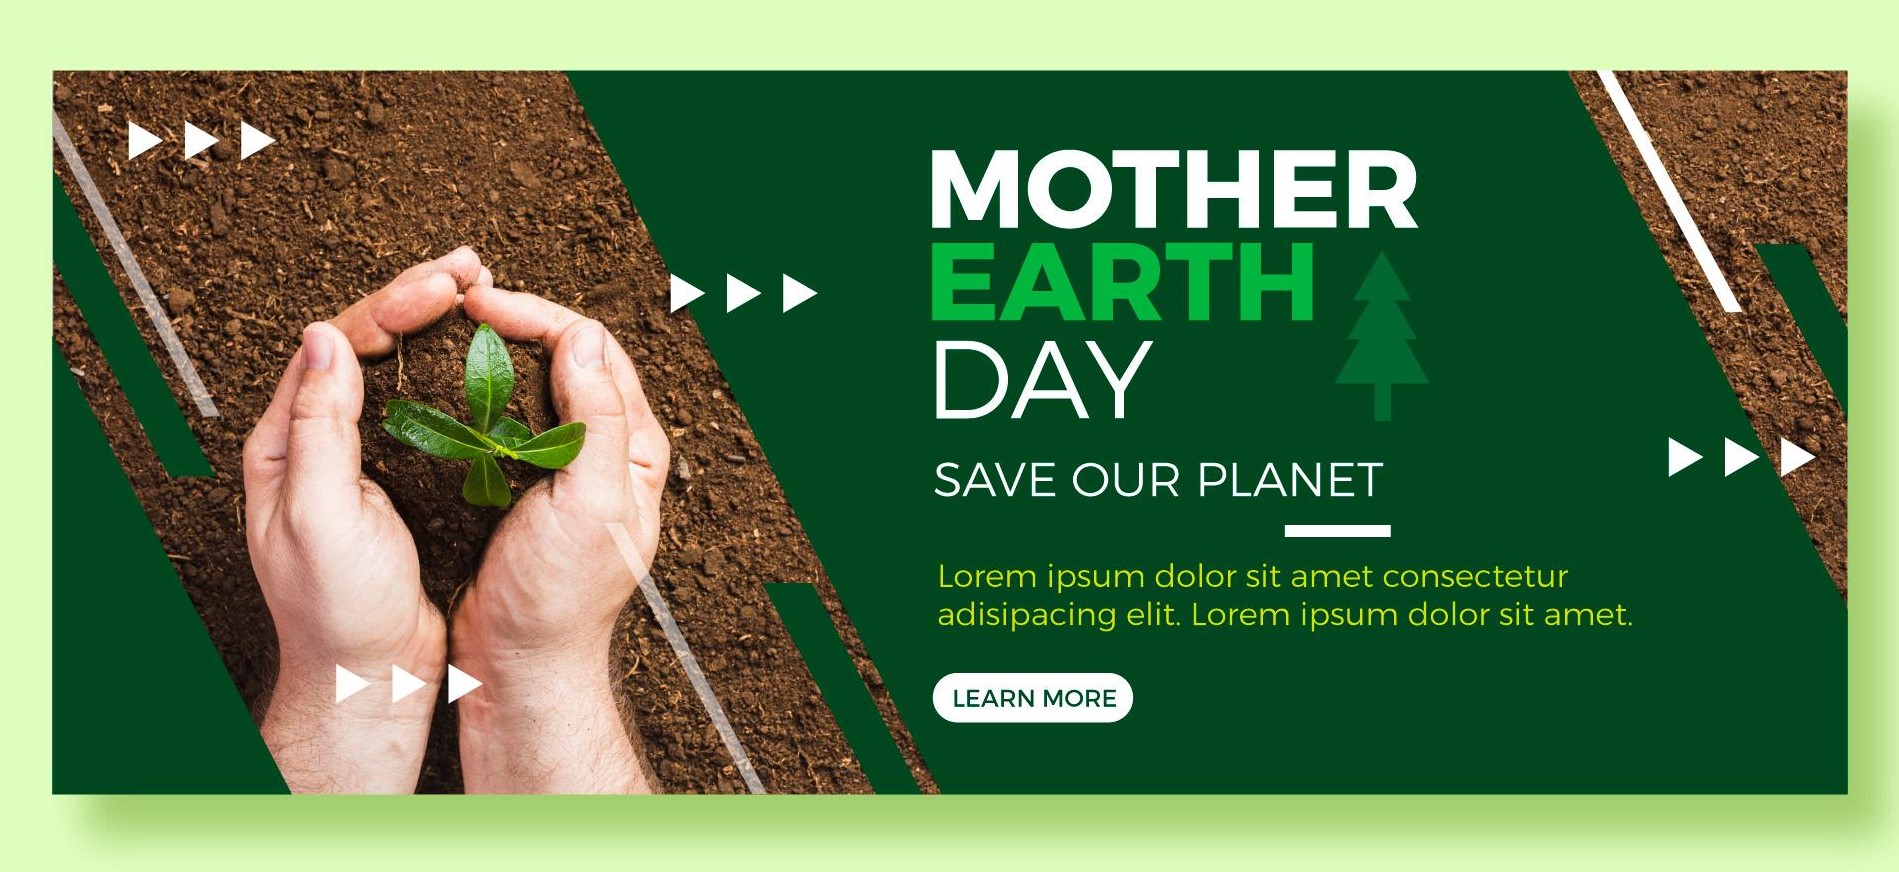 MOTHER
EARTH
DAY
SAVE OUR PLANET
Lorem ipsum dolor sit amet consectetur
adisipacing elit. Lorem ipsum dolor sit amet.
LEARN MORE